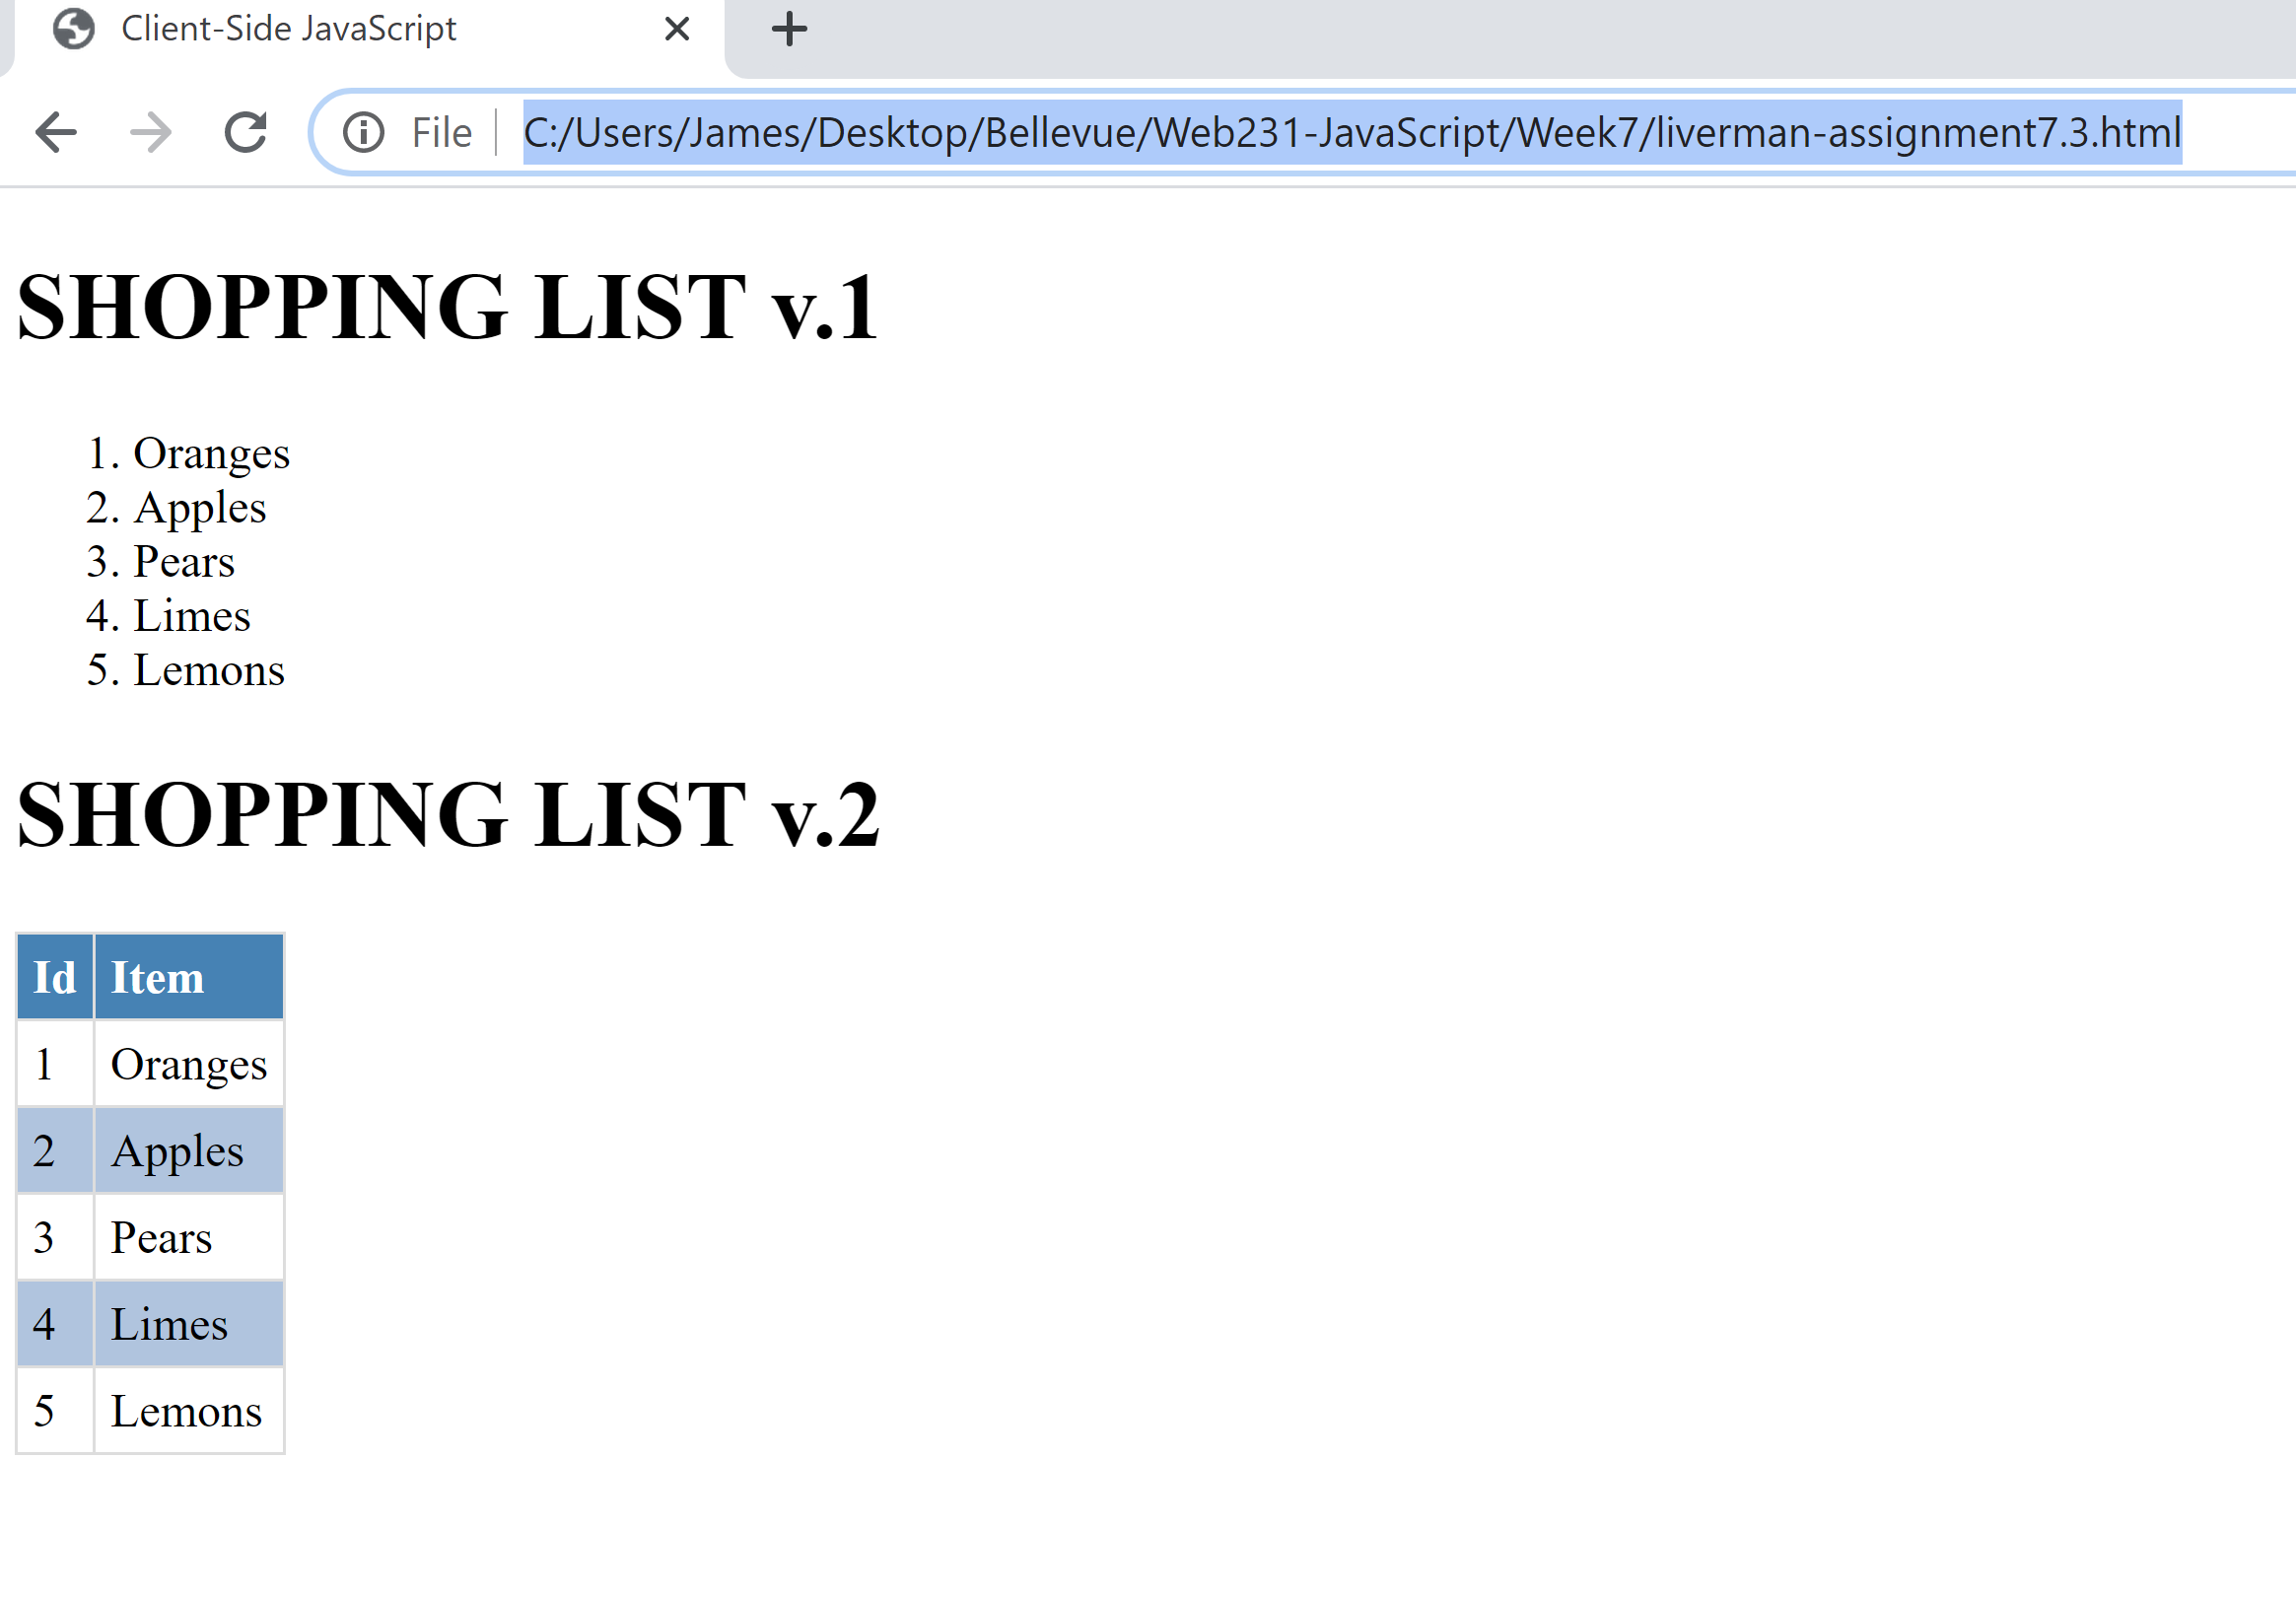 Client-Side JavaScript
File C:/Users/James/Desktop/Bellevue/Web231-JavaScript/Week7/liverman-assignment7.3.html
SHOPPING LIST v.1
1. Oranges
2. Apples
3. Pears
4. Limes
5. Lemons
SHOPPING LIST v.2
Id Item
1 Oranges
2 Apples
3 Pears
4 Limes
5 Lemons